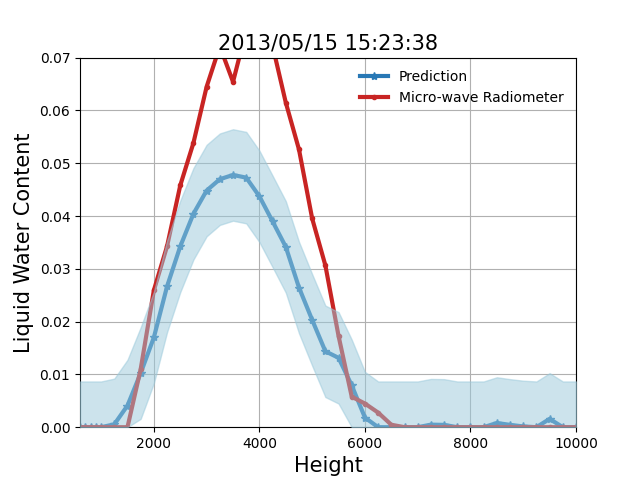 2013/05/15 15:23:38
Prediction
Micro-wave Radiometer
Liquid Water Content
0.07
0.06
0.05
0.04
0.03
0.02
0.01
0.00
2000 4000 6000 8000 10000
Height